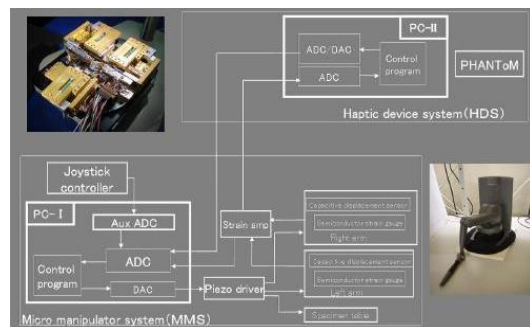 PC-II
ADC/DAC
ADC
Control
program
PHANToM
Haptic device system(HDS)
Joystick
controller
PC-I
Aux ADC
ADC
Control
program
DAC
Strain amp
Piezo driver
Capacitive displacement sensor
Semiconductor strain gauge
Right arm
Capacitive displacement sensor
Semiconductor strain gauge
Left arm
Specimen table
Micro manipulator system(MMS)